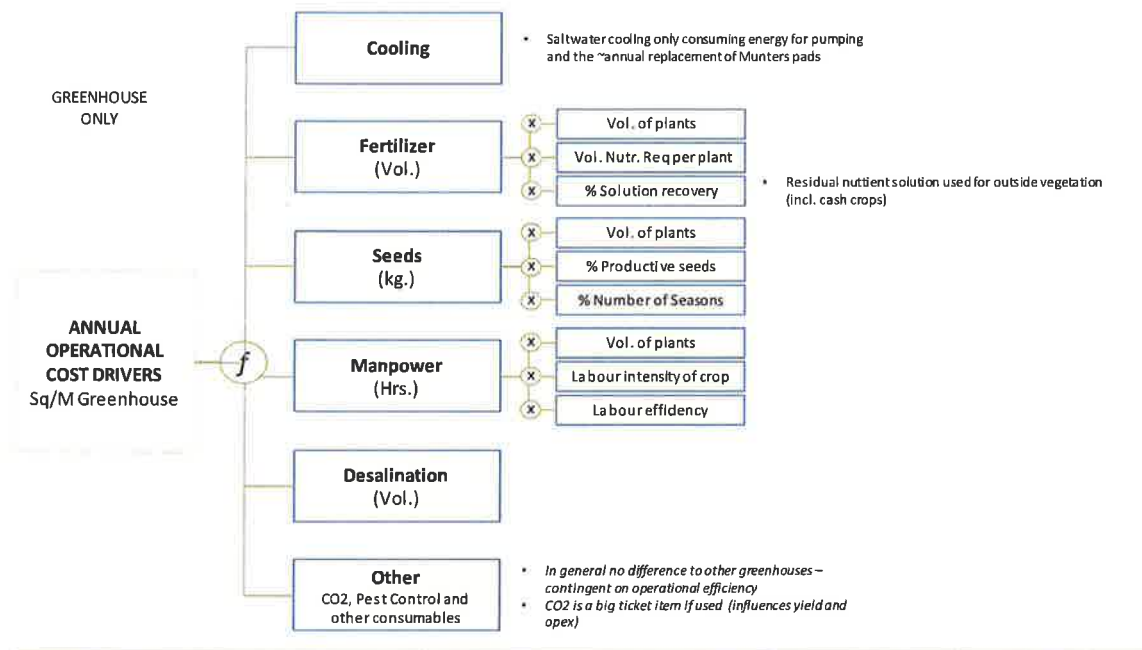 GREENHOUSE
ONLY
ANNUAL
OPERATIONAL
COST DRIVERS
Sq/M Greenhouse
f
Cooling
• Saltwater cooling only consuming energy for pumping
and the ~annual replacement of Munters pads
Fertilizer
(Vol.)
x Vol. of plants
x Vol. Nutr. Req per plant
x % Solution recovery
• Residual nuttient solution used for outside vegetation
(incl. cash crops)
Seeds
(kg.)
x Vol. of plants
x % Productive seeds
x % Number of Seasons
Manpower
(Hrs.)
x Vol. of plants
x Labour intensity of crop
x Labour efficiency
Desalination
(Vol.)
Other
CO2, Pest Control and
other consumables
• In general no difference to other greenhouses –
contingent on operational efficiency
• CO2 is a big ticket item if used (influences yield and
opex)